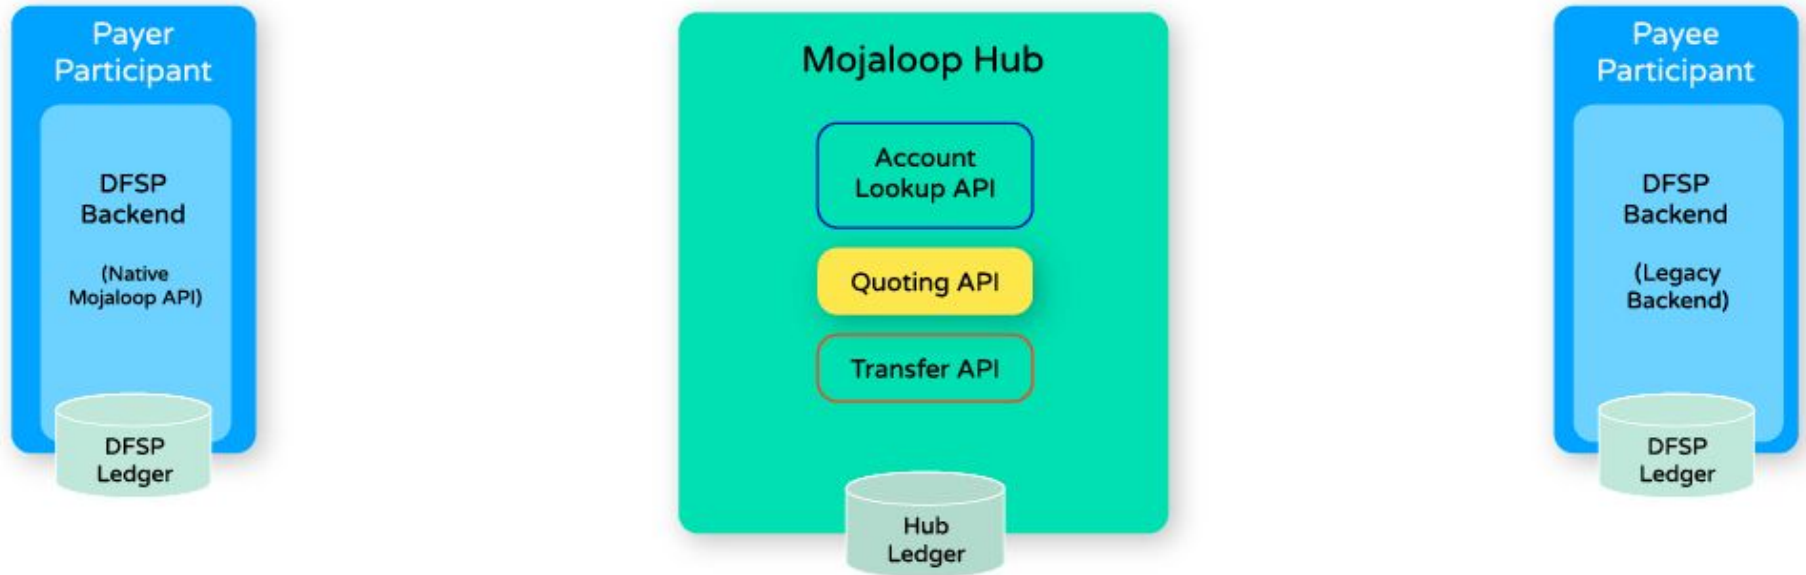 Payer
Participant
DFSP
Backend
(Native
Mojaloop API)
DFSP
Ledger
Mojaloop Hub
Account
Lookup API
Quoting API
Transfer API
Hub
Ledger
Payee
Participant
DFSP
Backend
(Legacy
Backend)
DFSP
Ledger